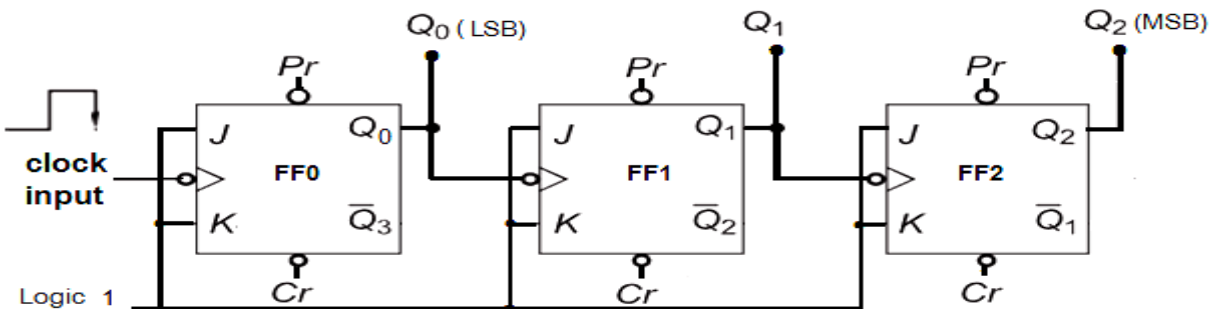 Q0 (LSB)
Q1
Q2 (MSB)
Pr
Pr
Pr
J
Q0
J
Q1
J
Q2
clock
input
FF0
FF1
FF2
K
Q̅3
K
Q̅2
K
Q̅1
Cr
Cr
Cr
Logic 1